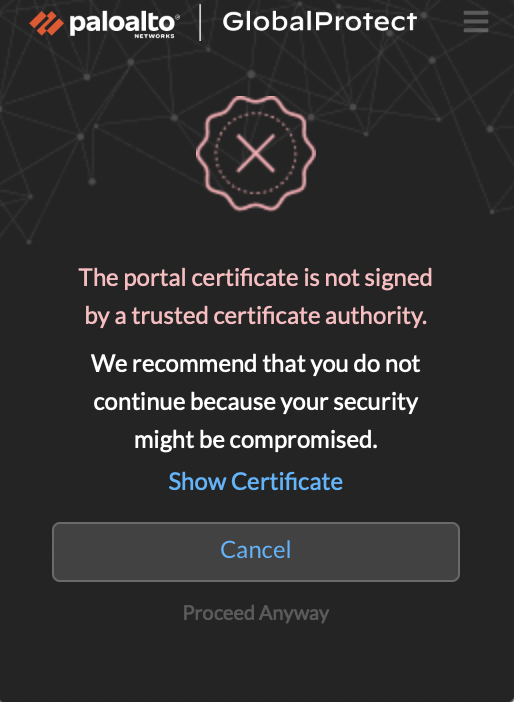 paloalto®
NETWORKS
GlobalProtect
The portal certificate is not signed
by a trusted certificate authority.
We recommend that you do not
continue because your security
might be compromised.
Show Certificate
Cancel
Proceed Anyway